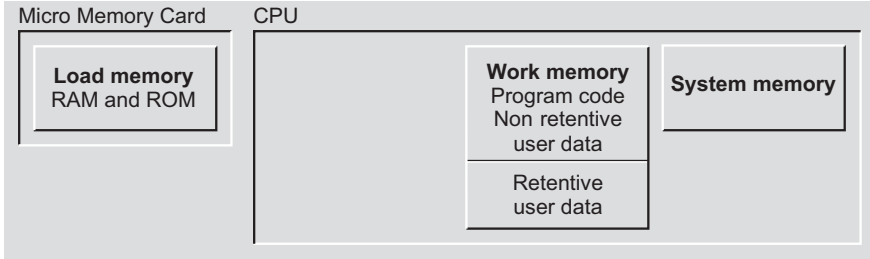 Micro Memory Card
Load memory
RAM and ROM
CPU
Work memory
Program code
Non retentive
user data
Retentive
user data
System memory